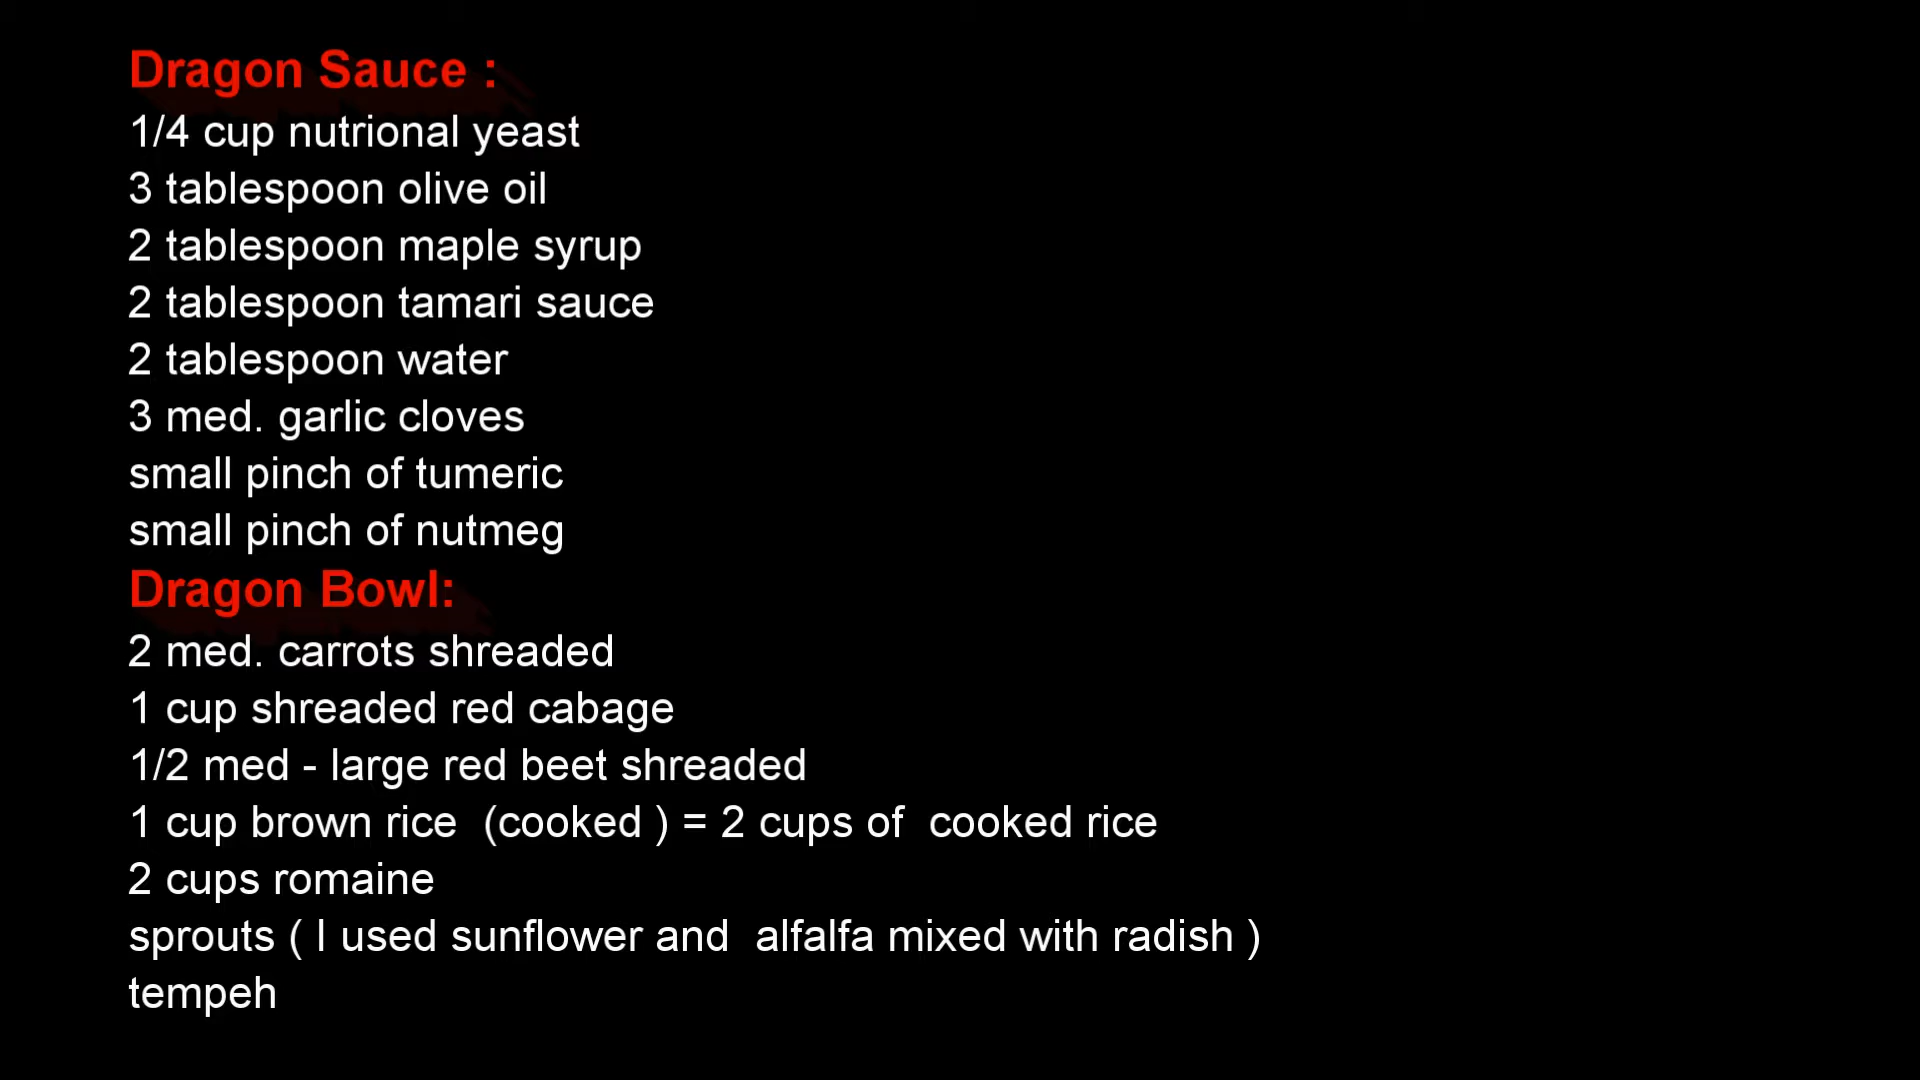 Dragon Sauce :
1/4 cup nutrional yeast
3 tablespoon olive oil
2 tablespoon maple syrup
2 tablespoon tamari sauce
2 tablespoon water
3 med. garlic cloves
small pinch of tumeric
small pinch of nutmeg
Dragon Bowl:
2 med. carrots shreaded
1 cup shreaded red cabage
1/2 med - large red beet shreaded
1 cup brown rice  (cooked ) = 2 cups of  cooked rice
2 cups romaine
sprouts ( I used sunflower and  alfalfa mixed with radish )
tempeh